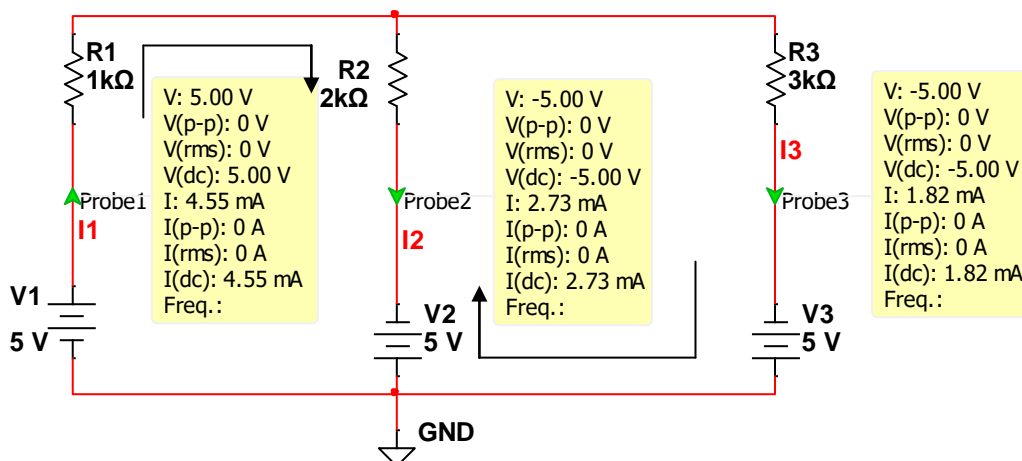 R1
1kΩ
V: 5.00 V
V(p-p): 0 V
V(rms): 0 V
V(dc): 5.00 V
I: 4.55 mA
I(p-p): 0 A
I(rms): 0 A
I(dc): 4.55 mA
Freq.:
Probe1
I1
V1
5 V
R2
2kΩ
V: -5.00 V
V(p-p): 0 V
V(rms): 0 V
V(dc): -5.00 V
I: 2.73 mA
I(p-p): 0 A
I(rms): 0 A
I(dc): 2.73 mA
Freq.:
Probe2
I2
V2
5 V
R3
3kΩ
V: -5.00 V
V(p-p): 0 V
V(rms): 0 V
V(dc): -5.00 V
I: 1.82 mA
I(p-p): 0 A
I(rms): 0 A
I(dc): 1.82 mA
Freq.:
I3
Probe3
V3
5 V
GND